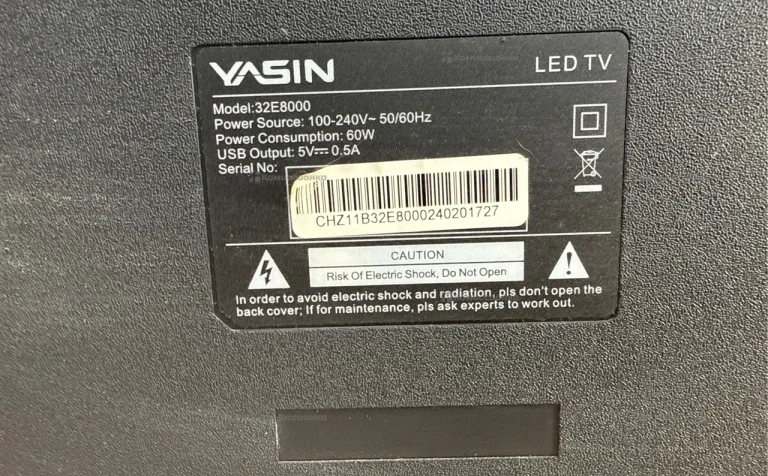 YASIN
LED TV
Model:32E8000
Power Source: 100-240V~ 50/60Hz
Power Consumption: 60W
USB Output: 5V⎓ 0.5A
Serial No:
CHZ11B32E8000240201727
CAUTION
Risk Of Electric Shock, Do Not Open
In order to avoid electric shock and radiation, pls don't open the
back cover; If for maintenance, pls ask experts to work out.